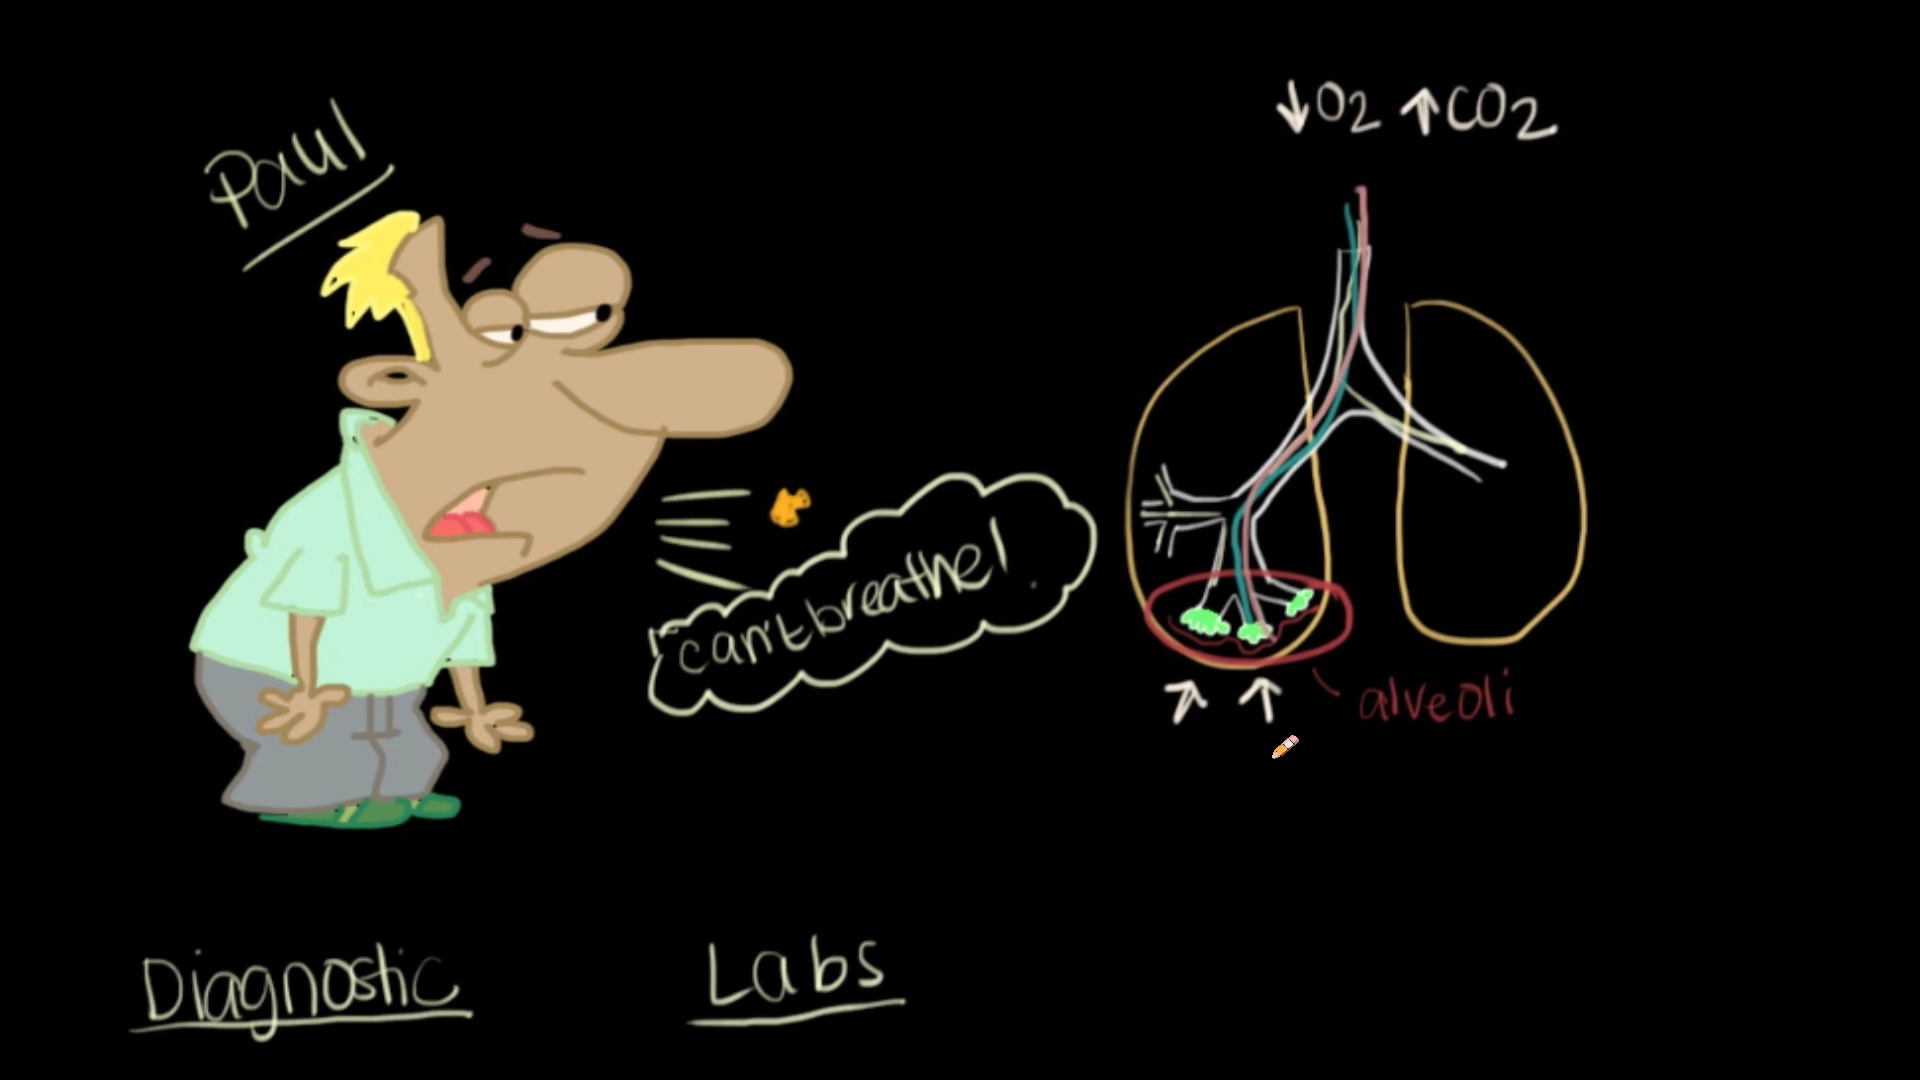 Paul
↓O2 ↑CO2
I can't breathe!
alveoli
Diagnostic
Labs